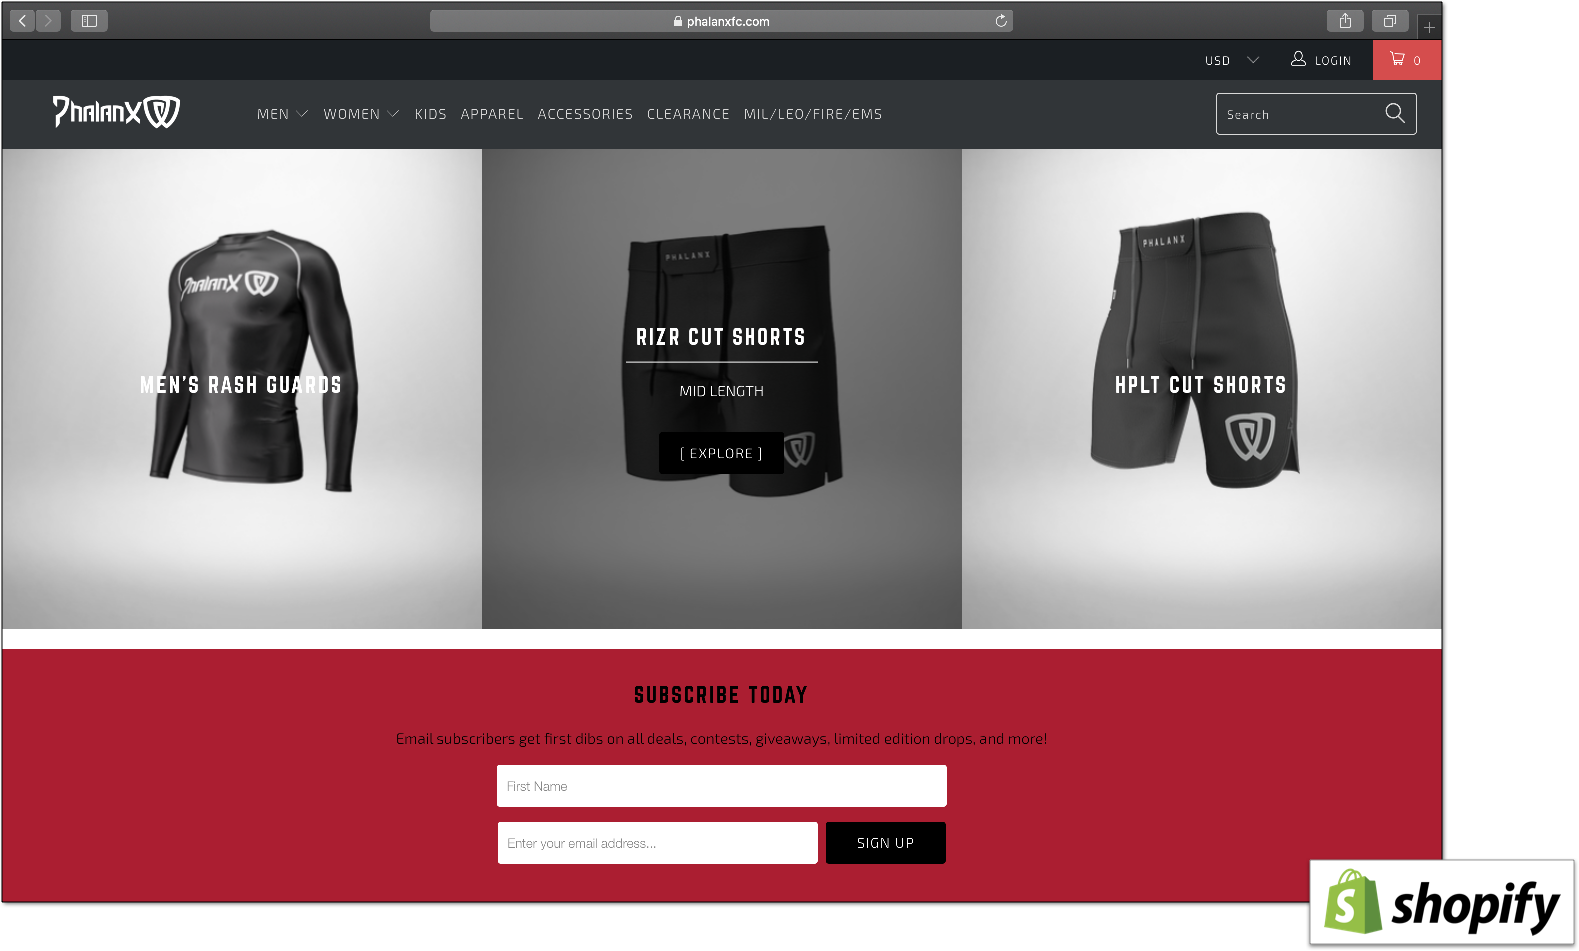 phalanxfc.com
USD
LOGIN
0
PhalanX
MEN WOMEN KIDS APPAREL ACCESSORIES CLEARANCE MIL/LEO/FIRE/EMS
Search
PhalanX
MEN'S RASH GUARDS
PHALANX
RIZR CUT SHORTS
MID LENGTH
[ EXPLORE ]
PHALANX
HPLT CUT SHORTS
SUBSCRIBE TODAY
Email subscribers get first dibs on all deals, contests, giveaways, limited edition drops, and more!
First Name
Enter your email address...
SIGN UP
shopify